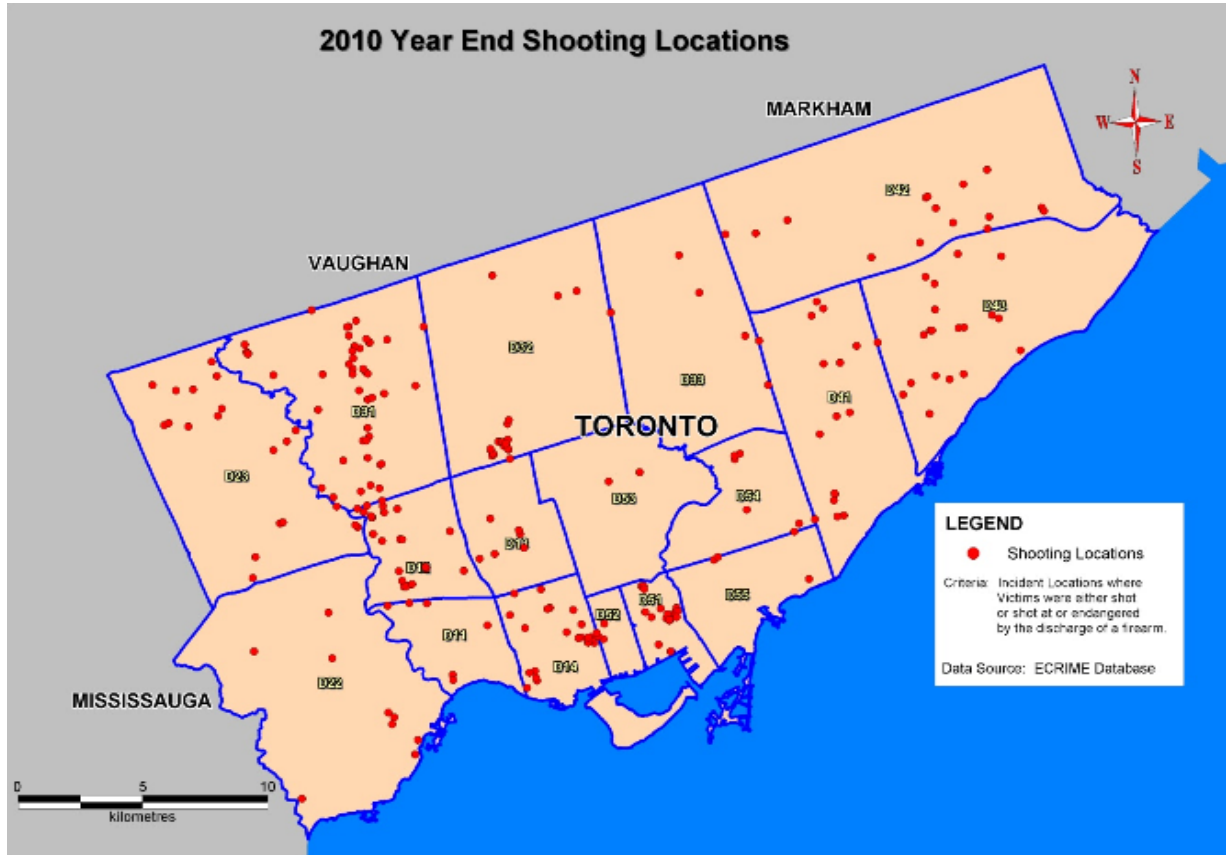 2010 Year End Shooting Locations
MARKHAM
N
W E
S
D42
VAUGHAN
D32
D43
D33
D41
D31
TORONTO
D23
D53
D54
LEGEND
Shooting Locations
Criteria: Incident Locations where
Victims were either shot
or shot at or endangered
by the discharge of a firearm.
Data Source: ECRIME Database
D13
D12
D51
D55
D52
D11
D14
D22
MISSISSAUGA
0 5 10
kilometres